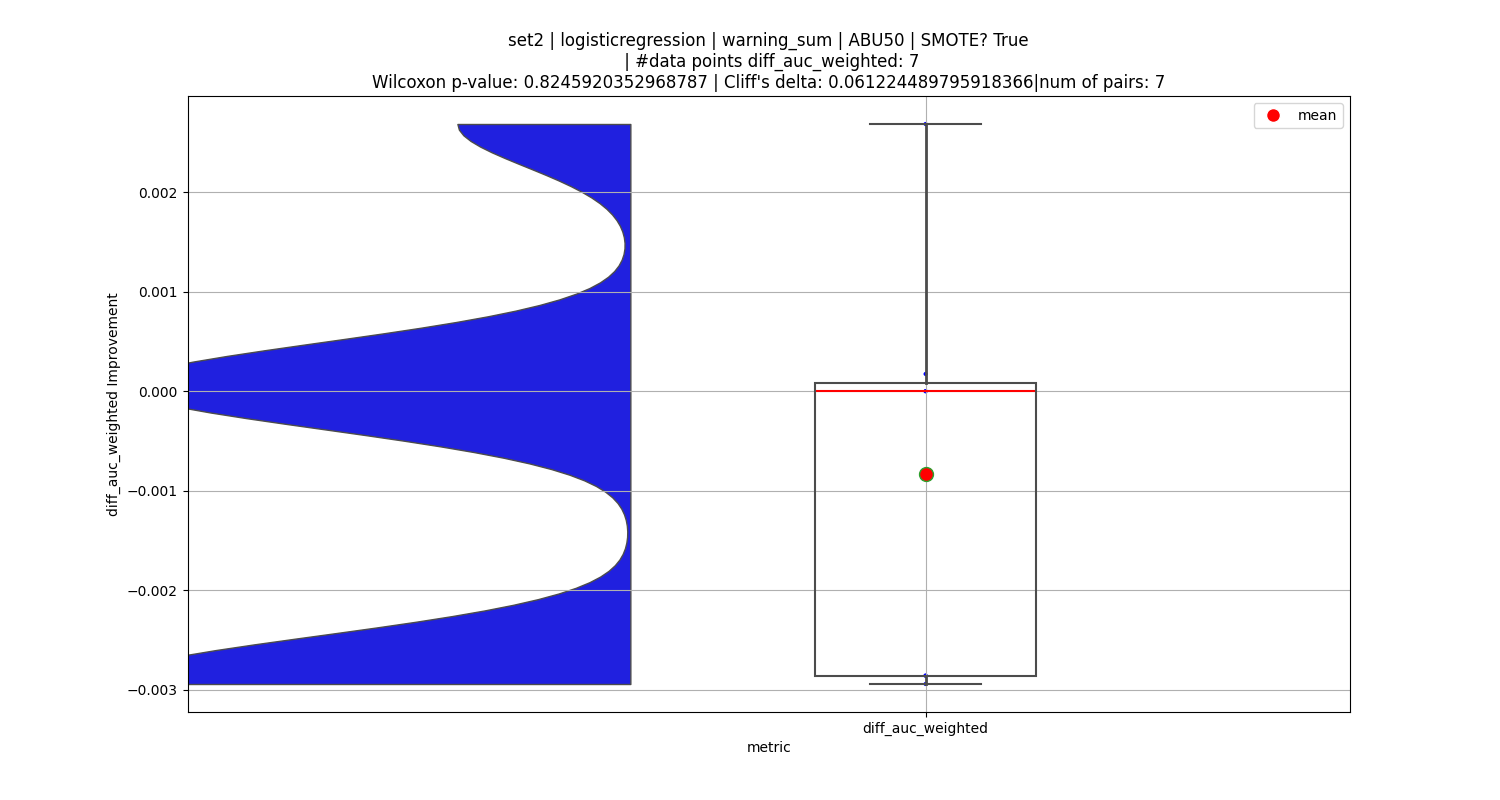 set2 | logisticregression | warning_sum | ABU50 | SMOTE? True
| #data points diff_auc_weighted: 7
Wilcoxon p-value: 0.8245920352968787 | Cliff's delta: 0.061224489795918366|num of pairs: 7
mean
diff_auc_weighted Improvement
0.002
0.001
0.000
−0.001
−0.002
−0.003
diff_auc_weighted
metric